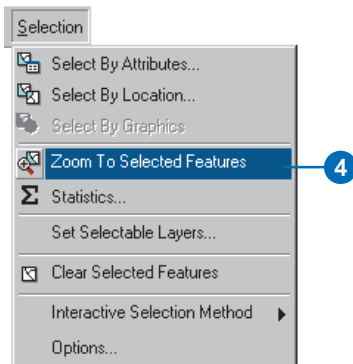 Selection
Select By Attributes...
Select By Location...
Select By Graphics
Zoom To Selected Features
4
Σ Statistics...
Set Selectable Layers...
Clear Selected Features
Interactive Selection Method
Options...